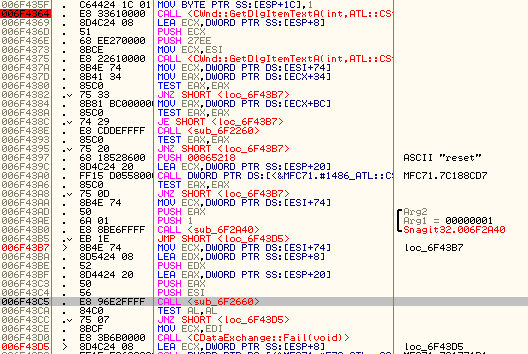 006F435F . C64424 1C 01 MOV BYTE PTR SS:[ESP+1C],1
006F4364 . E8 33610000 CALL <CWnd::GetDlgItemTextA(int,ATL::CS
006F4369 . 8D4C24 08 LEA ECX,DWORD PTR SS:[ESP+8]
006F436D . 51 PUSH ECX
006F436E . 68 EE270000 PUSH 27EE
006F4373 . 8BCE MOV ECX,ESI
006F4375 . E8 22610000 CALL <CWnd::GetDlgItemTextA(int,ATL::CS
006F437A . 8B4E 74 MOV ECX,DWORD PTR DS:[ESI+74]
006F437D . 8B41 34 MOV EAX,DWORD PTR DS:[ECX+34]
006F4380 . 85C0 TEST EAX,EAX
006F4382 . 75 33 JNZ SHORT <loc_6F43B7>
006F4384 . 8B81 BC000000 MOV EAX,DWORD PTR DS:[ECX+BC]
006F438A . 85C0 TEST EAX,EAX
006F438C . 74 29 JE SHORT <loc_6F43B7>
006F438E . E8 CDDEFFFF CALL <sub_6F2260>
006F4393 . 85C0 TEST EAX,EAX
006F4395 . 75 20 JNZ SHORT <loc_6F43B7>
006F4397 . 68 18528600 PUSH 00865218 ASCII "reset"
006F439C . 8D4C24 20 LEA ECX,DWORD PTR SS:[ESP+20]
006F43A0 . FF15 D0558000 CALL DWORD PTR DS:[<&MFC71.#1486_ATL::CS MFC71.7C188CD7
006F43A6 . 85C0 TEST EAX,EAX
006F43A8 . 75 0D JNZ SHORT <loc_6F43B7>
006F43AA . 8B4E 74 MOV ECX,DWORD PTR DS:[ESI+74]
006F43AD . 50 PUSH EAX Arg2
006F43AE . 6A 01 PUSH 1 Arg1 = 00000001
006F43B0 . E8 8BE6FFFF CALL <sub_6F2A40> Snagit32.006F2A40
006F43B5 . EB 1E JMP SHORT <loc_6F43D5>
006F43B7 > 8B4E 74 MOV ECX,DWORD PTR DS:[ESI+74] loc_6F43B7
006F43BA . 8D5424 08 LEA EDX,DWORD PTR SS:[ESP+8]
006F43BE . 52 PUSH EDX
006F43BF . 8D4424 20 LEA EAX,DWORD PTR SS:[ESP+20]
006F43C3 . 50 PUSH EAX
006F43C4 . 56 PUSH ESI
006F43C5 . E8 96E2FFFF CALL <sub_6F2660>
006F43CA . 84C0 TEST AL,AL
006F43CC . 75 07 JNZ SHORT <loc_6F43D5>
006F43CE . 8BCF MOV ECX,EDI
006F43D0 . E8 3B6B0000 CALL <CDataExchange::Fail(void)>
006F43D5 > 8D4C24 08 LEA ECX,DWORD PTR SS:[ESP+8] loc_6F43D5